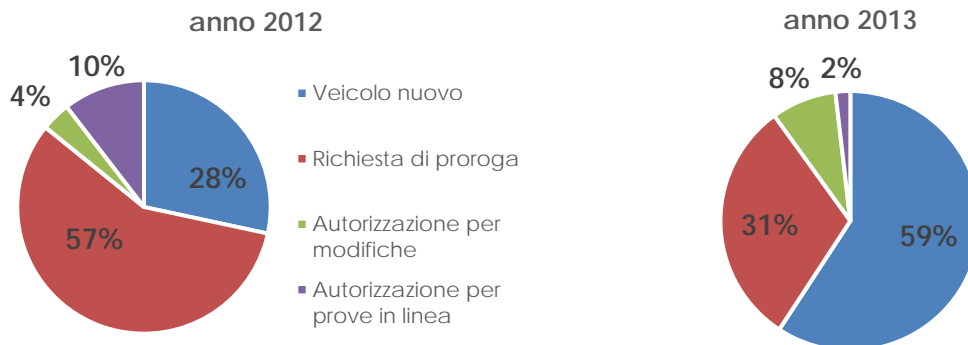 anno 2012
10%
4%
28%
57%
Veicolo nuovo
Richiesta di proroga
Autorizzazione per
modifiche
Autorizzazione per
prove in linea
anno 2013
8%
2%
31%
59%